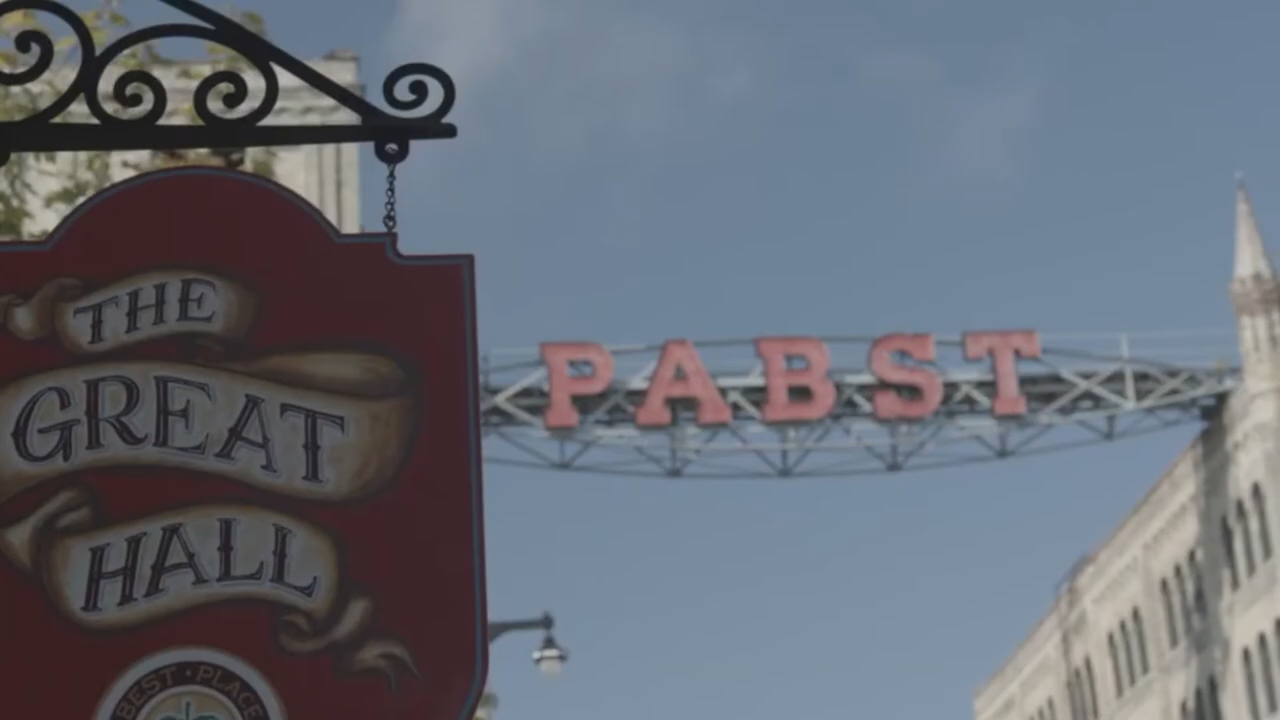 THE
GREAT
HALL
BEST • PLACE
PABST